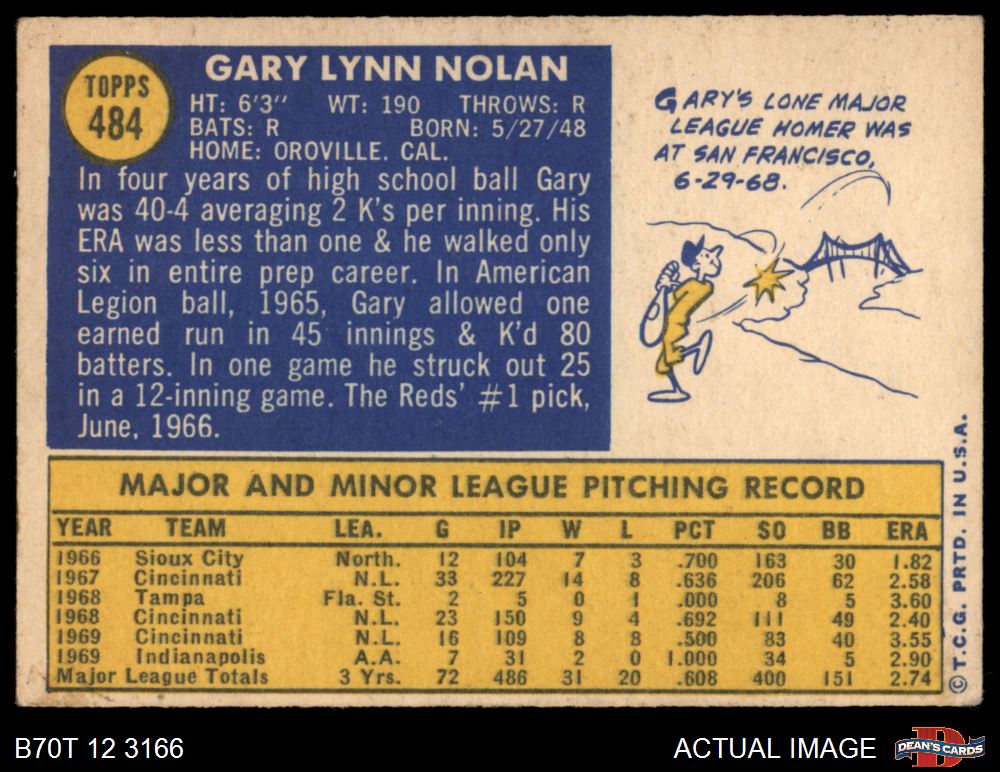 TOPPS
484
GARY LYNN NOLAN
HT: 6'3" WT: 190 THROWS: R
BATS: R BORN: 5/27/48
HOME: OROVILLE. CAL.
In four years of high school ball Gary
was 40-4 averaging 2 K's per inning. His
ERA was less than one & he walked only
six in entire prep career. In American
Legion ball, 1965, Gary allowed one
earned run in 45 innings & K'd 80
batters. In one game he struck out 25
in a 12-inning game. The Reds' #1 pick,
June, 1966.
GARY'S LONE MAJOR
LEAGUE HOMER WAS
AT SAN FRANCISCO,
6-29-68.
MAJOR AND MINOR LEAGUE PITCHING RECORD
YEAR TEAM LEA. G IP W L PCT SO BB ERA
1966 Sioux City North. 12 104 7 3 .700 163 30 1.82
1967 Cincinnati N.L. 33 227 14 8 .636 206 62 2.58
1968 Tampa Fla. St. 2 5 0 1 .000 8 5 3.60
1968 Cincinnati N.L. 23 150 9 4 .692 111 49 2.40
1969 Cincinnati N.L. 16 109 8 8 .500 83 40 3.55
1969 Indianapolis A.A. 7 31 2 0 1.000 34 5 2.90
Major League Totals 3 Yrs. 72 486 31 20 .608 400 151 2.74
© T.C.G. PRTD. IN U.S.A.
B70T 12 3166
ACTUAL IMAGE
D
DEAN'S CARDS